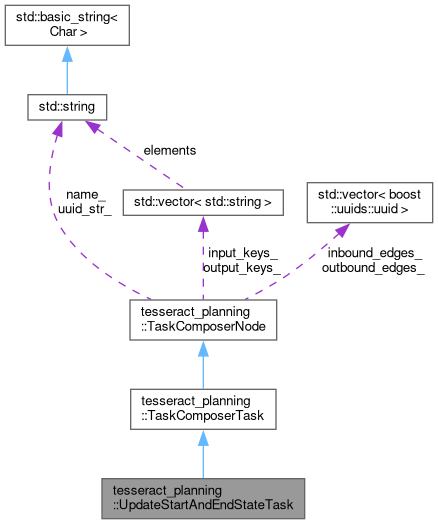 std::basic_string<
Char >
std::string
elements
name_
uuid_str_
std::vector< std::string >
std::vector< boost
::uuids::uuid >
input_keys_
output_keys_
inbound_edges_
outbound_edges_
tesseract_planning
::TaskComposerNode
tesseract_planning
::TaskComposerTask
tesseract_planning
::UpdateStartAndEndStateTask